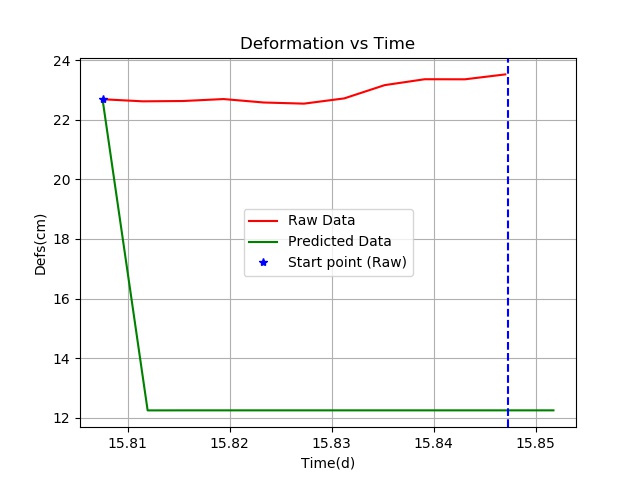 Deformation vs Time
24
22
20
18
16
14
12
Defs(cm)
Raw Data
Predicted Data
Start point (Raw)
15.81 15.82 15.83 15.84 15.85
Time(d)